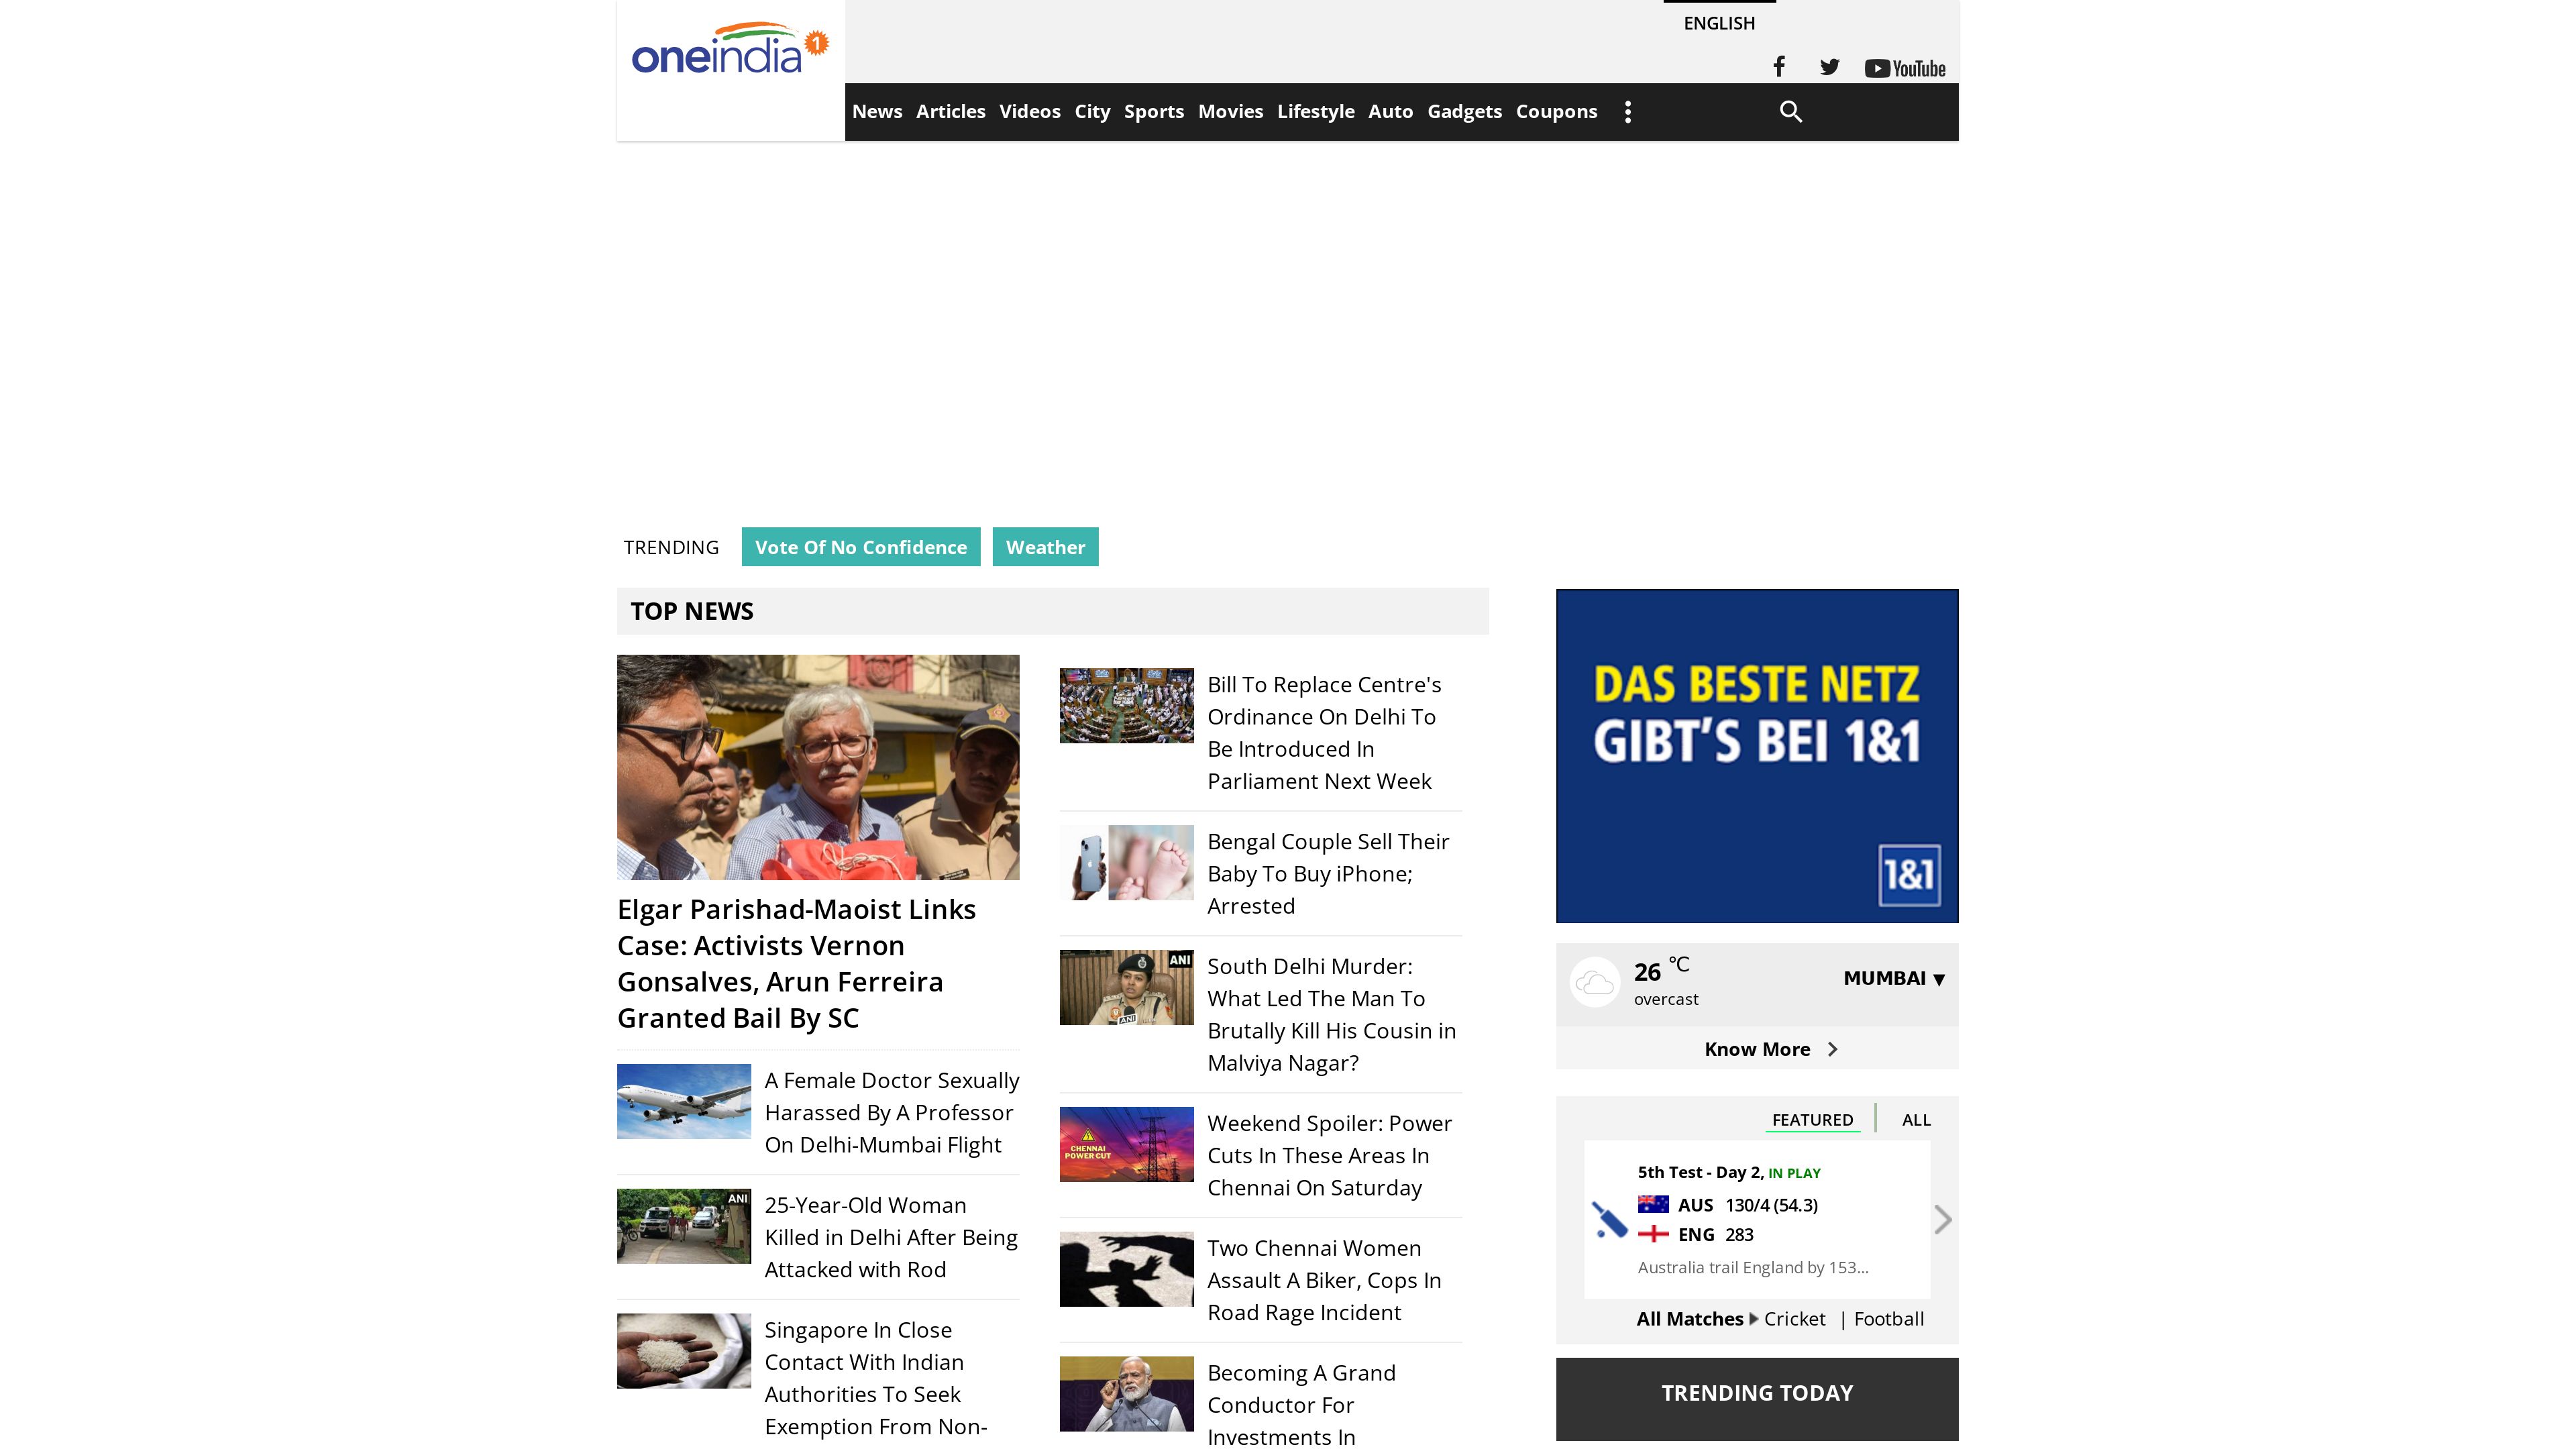 oneindia 1
ENGLISH
YouTube
News Articles Videos City Sports Movies Lifestyle Auto Gadgets Coupons
TRENDING Vote Of No Confidence Weather
TOP NEWS
Elgar Parishad-Maoist Links
Case: Activists Vernon
Gonsalves, Arun Ferreira
Granted Bail By SC
A Female Doctor Sexually
Harassed By A Professor
On Delhi-Mumbai Flight
ANI
25-Year-Old Woman
Killed in Delhi After Being
Attacked with Rod
Singapore In Close
Contact With Indian
Authorities To Seek
Exemption From Non-
Bill To Replace Centre's
Ordinance On Delhi To
Be Introduced In
Parliament Next Week
Bengal Couple Sell Their
Baby To Buy iPhone;
Arrested
ANI
ANI
South Delhi Murder:
What Led The Man To
Brutally Kill His Cousin in
Malviya Nagar?
CHENNAI
POWER CUT
Weekend Spoiler: Power
Cuts In These Areas In
Chennai On Saturday
Two Chennai Women
Assault A Biker, Cops In
Road Rage Incident
Becoming A Grand
Conductor For
Investments In
DAS BESTE NETZ
GIBT'S BEI 1&1
1&1
26 °C
overcast
MUMBAI ▼
Know More
FEATURED ALL
5th Test - Day 2, IN PLAY
AUS 130/4 (54.3)
ENG 283
Australia trail England by 153...
All Matches Cricket | Football
TRENDING TODAY